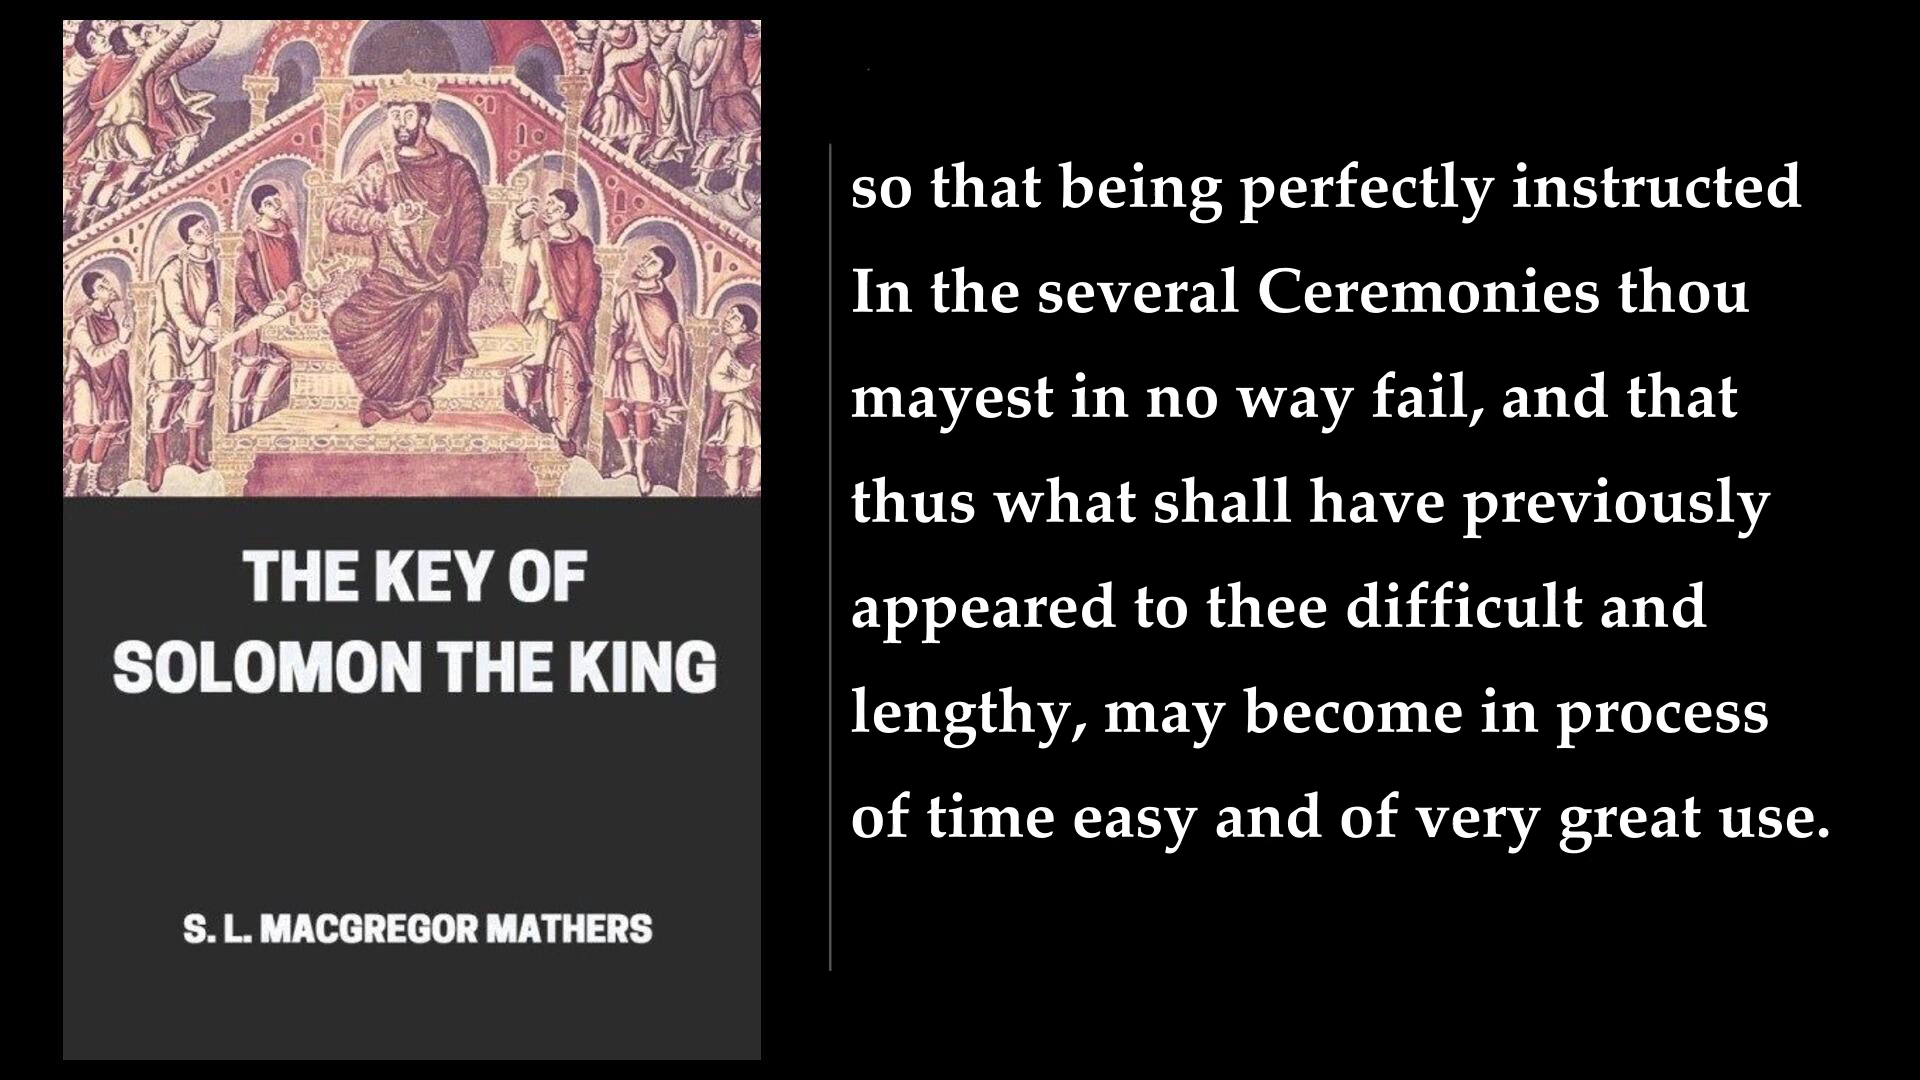 THE KEY OF
SOLOMON THE KING
S. L. MACGREGOR MATHERS
so that being perfectly instructed
In the several Ceremonies thou
mayest in no way fail, and that
thus what shall have previously
appeared to thee difficult and
lengthy, may become in process
of time easy and of very great use.